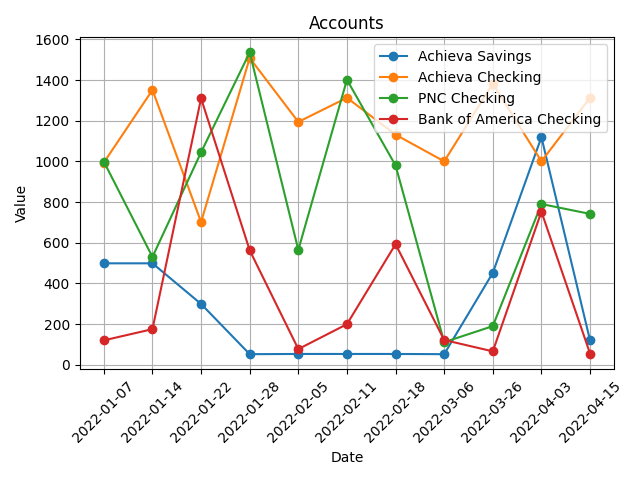 Accounts
1600
1400
1200
1000
800
600
400
200
0
Value
Achieva Savings
Achieva Checking
PNC Checking
Bank of America Checking
2022-01-07
2022-01-14
2022-01-22
2022-01-28
2022-02-05
2022-02-11
2022-02-18
2022-03-06
2022-03-26
2022-04-03
2022-04-15
Date